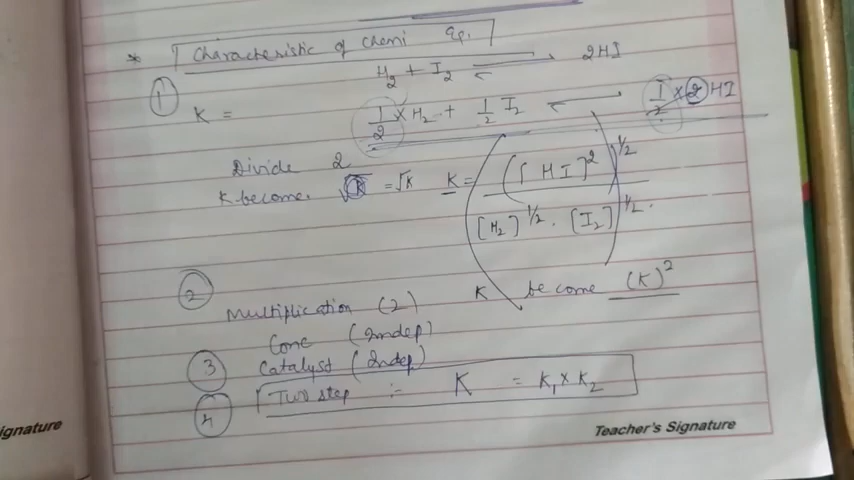 * Characteristic of chemi Eq.
H₂ + I₂ ⇌ 2HI
① K = 1/2 × H₂ + 1/2 I₂ ⇌ 1/2 × 2 HI
Divide 2
K become √K = √K K = ([HI]²)^1/2 / [H₂]^1/2 . [I₂]^1/2
② Multiplication (2) K become (K)²
Conc (Indep)
③ Catalyst (Indep)
④ Two step :- K = K₁ × K₂
ignature
Teacher's Signature